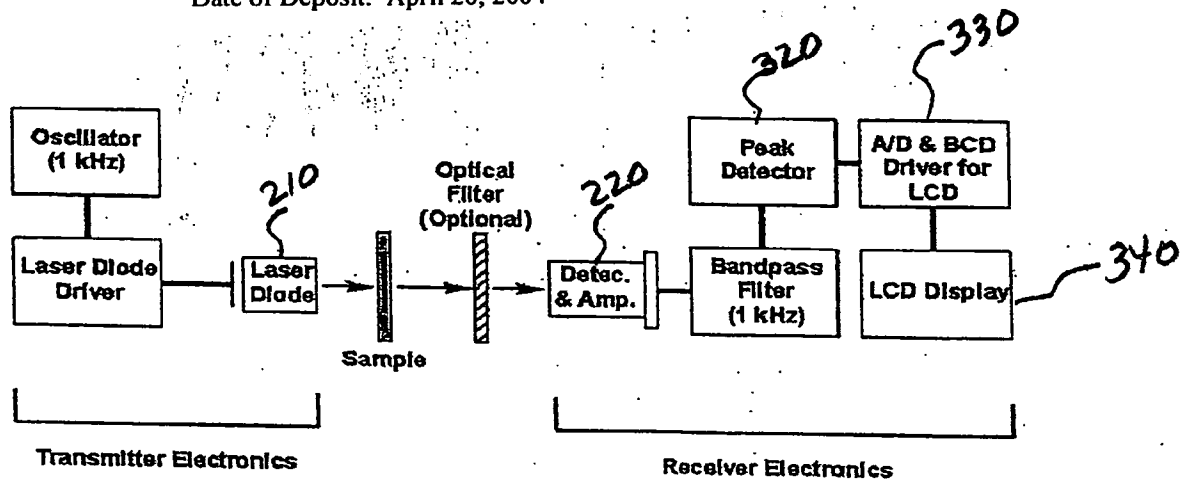 320
330
Oscillator
(1 kHz)
Peak
Detector
A/D & BCD
Driver for
LCD
210
Optical
Filter
(Optional)
220
Laser Diode
Driver
Laser
Diode
Detec.
& Amp.
Bandpass
Filter
(1 kHz)
LCD Display
340
Sample
Transmitter Electronics
Receiver Electronics